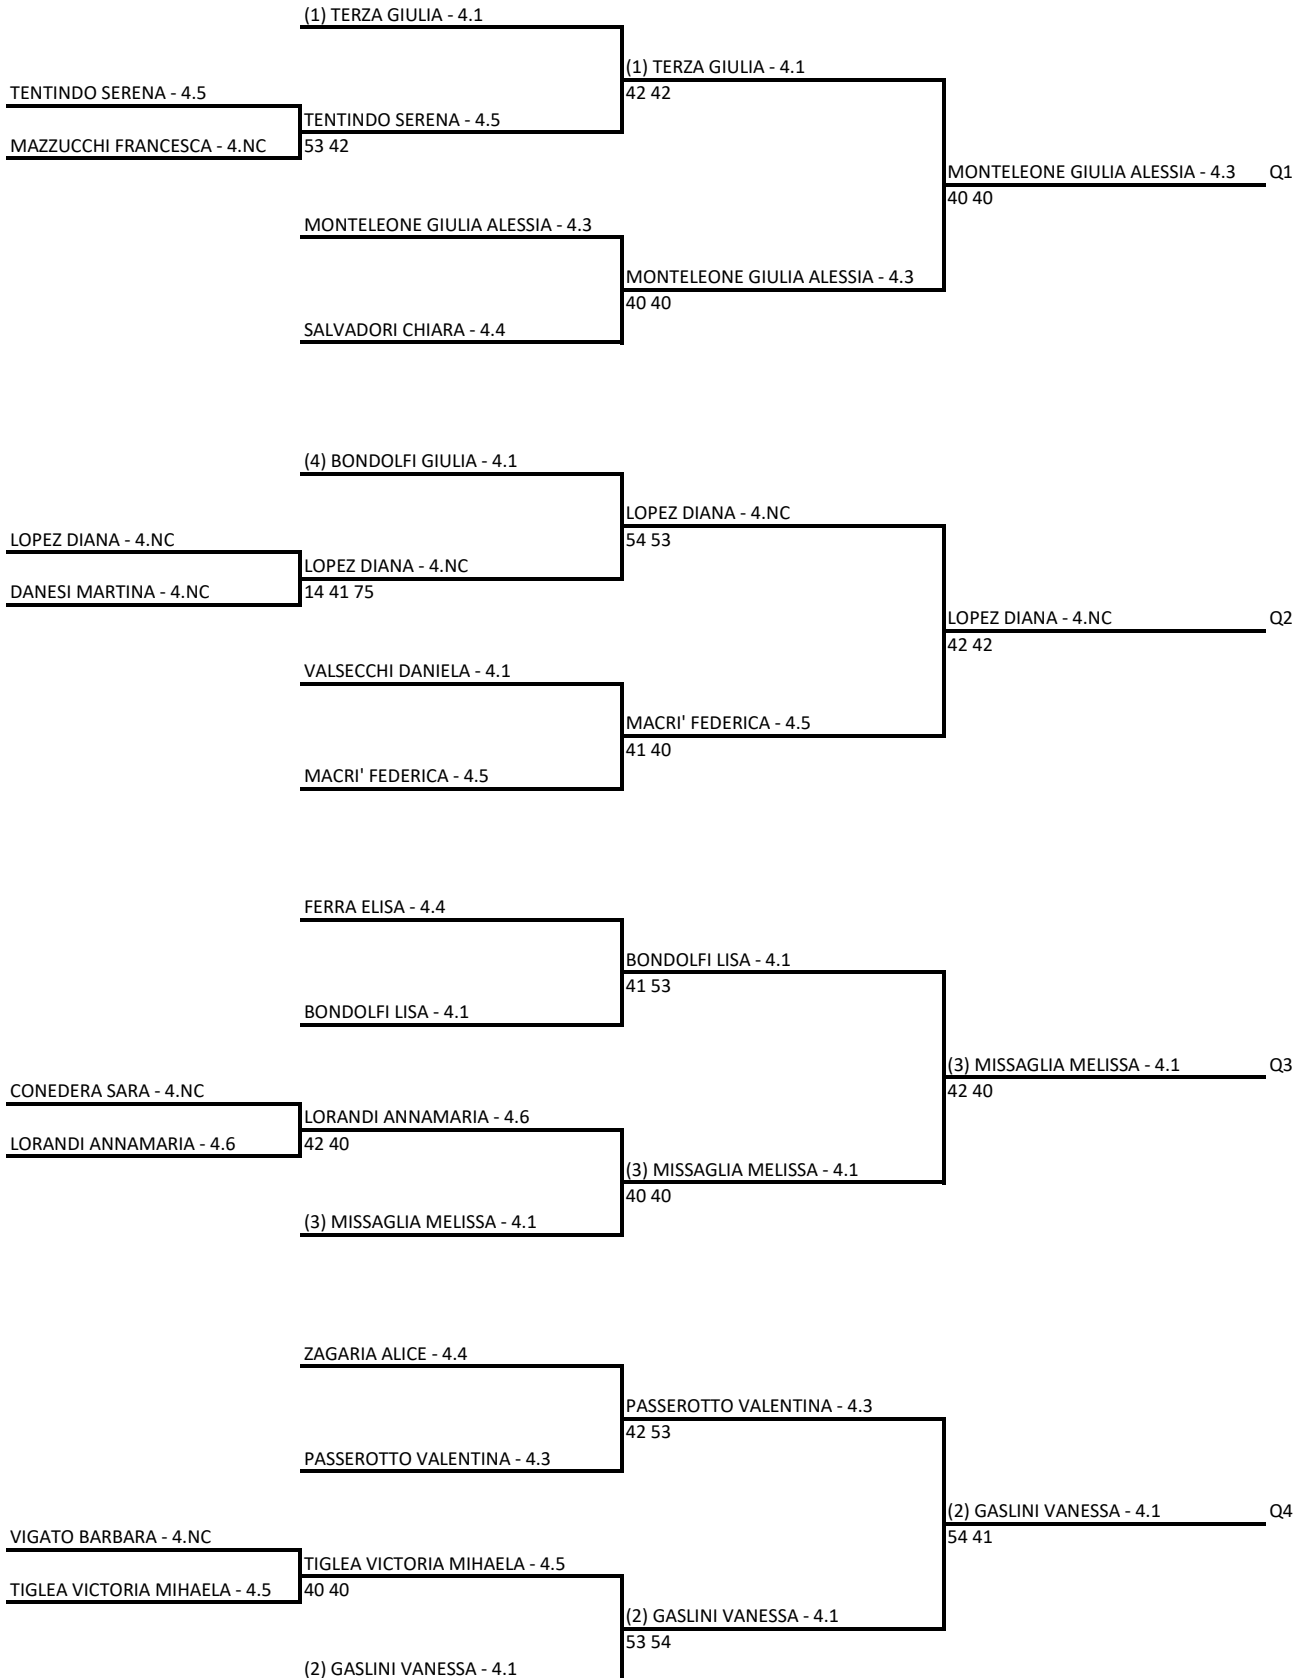 (1) TERZA GIULIA - 4.1
(1) TERZA GIULIA - 4.1
TENTINDO SERENA - 4.5
42 42
TENTINDO SERENA - 4.5
MAZZUCCHI FRANCESCA - 4.NC
53 42
MONTELEONE GIULIA ALESSIA - 4.3
Q1
40 40
MONTELEONE GIULIA ALESSIA - 4.3
MONTELEONE GIULIA ALESSIA - 4.3
40 40
SALVADORI CHIARA - 4.4
(4) BONDOLFI GIULIA - 4.1
LOPEZ DIANA - 4.NC
LOPEZ DIANA - 4.NC
54 53
LOPEZ DIANA - 4.NC
DANESI MARTINA - 4.NC
14 41 75
LOPEZ DIANA - 4.NC
Q2
42 42
VALSECCHI DANIELA - 4.1
MACRI' FEDERICA - 4.5
41 40
MACRI' FEDERICA - 4.5
FERRA ELISA - 4.4
BONDOLFI LISA - 4.1
41 53
BONDOLFI LISA - 4.1
(3) MISSAGLIA MELISSA - 4.1
Q3
CONEDERA SARA - 4.NC
42 40
LORANDI ANNAMARIA - 4.6
LORANDI ANNAMARIA - 4.6
42 40
(3) MISSAGLIA MELISSA - 4.1
40 40
(3) MISSAGLIA MELISSA - 4.1
ZAGARIA ALICE - 4.4
PASSEROTTO VALENTINA - 4.3
42 53
PASSEROTTO VALENTINA - 4.3
(2) GASLINI VANESSA - 4.1
Q4
VIGATO BARBARA - 4.NC
54 41
TIGLEA VICTORIA MIHAELA - 4.5
TIGLEA VICTORIA MIHAELA - 4.5
40 40
(2) GASLINI VANESSA - 4.1
53 54
(2) GASLINI VANESSA - 4.1